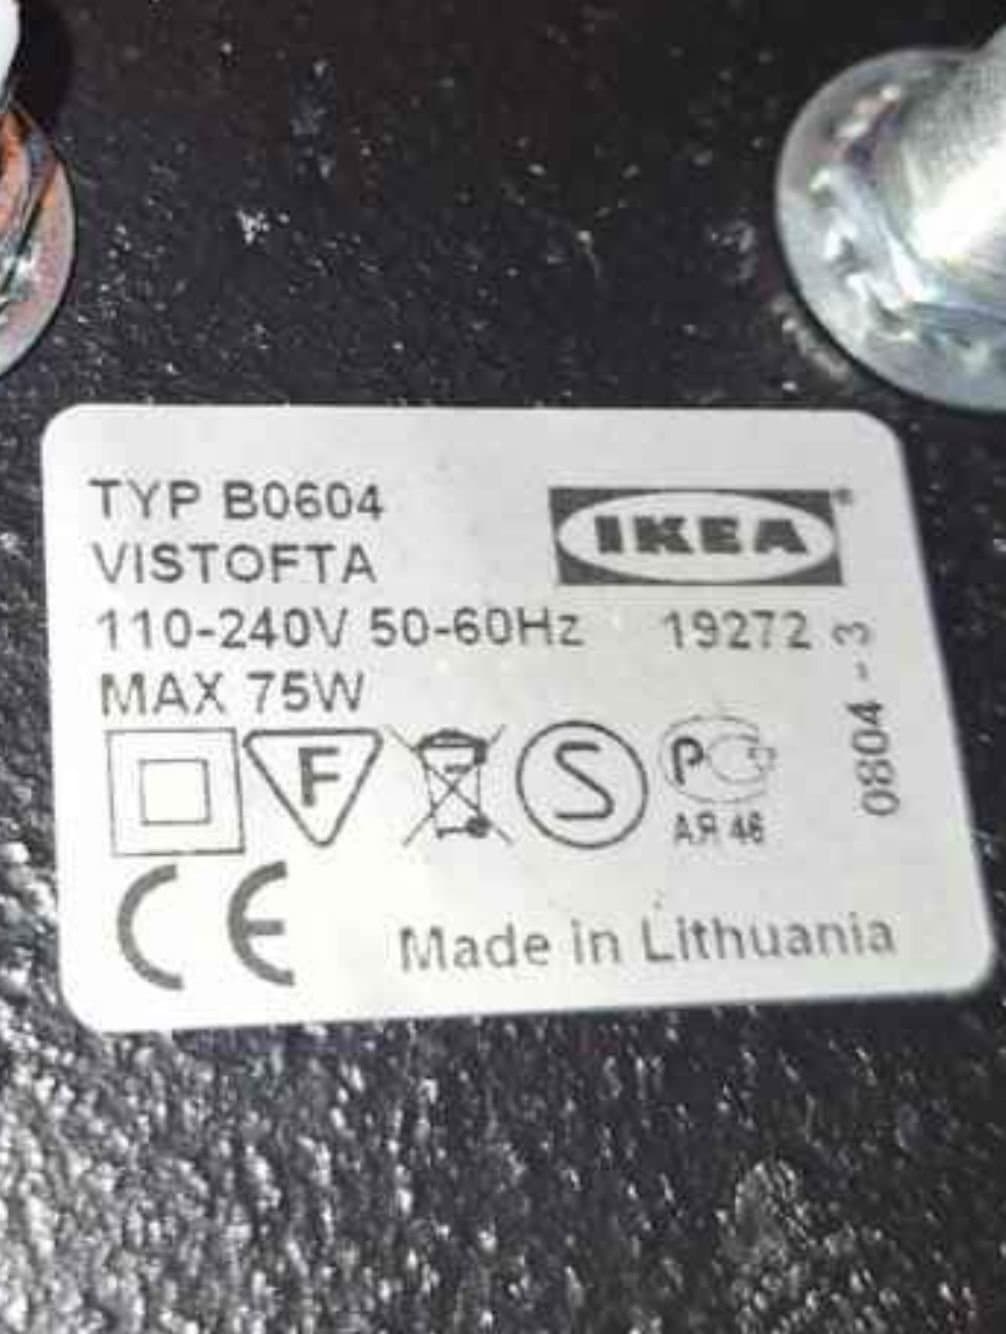 TYP B0604
IKEA®
VISTOFTA
110-240V 50-60Hz 19272
MAX 75W
0804-3
F
S
PC
АЯ 46
CE
Made in Lithuania